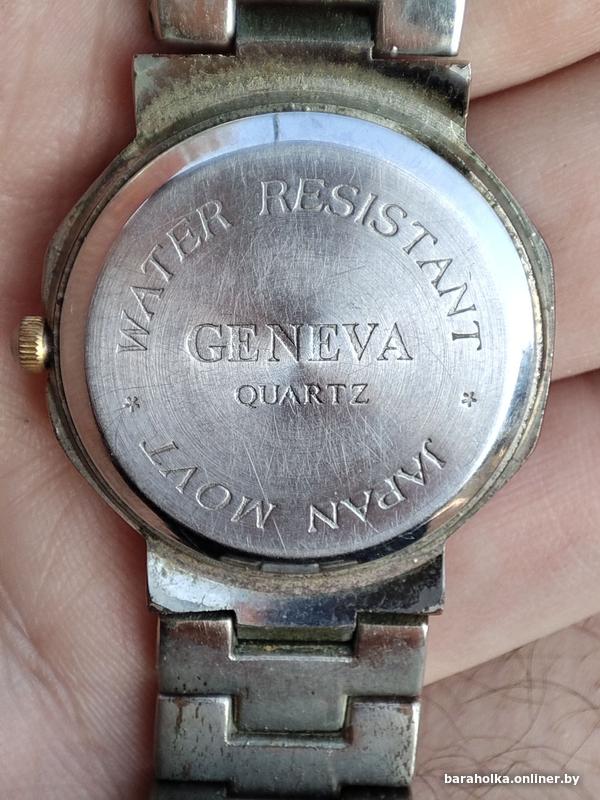 WATER RESISTANT
GENEVA
QUARTZ
* *
JAPAN MOVT
baraholka.onliner.by